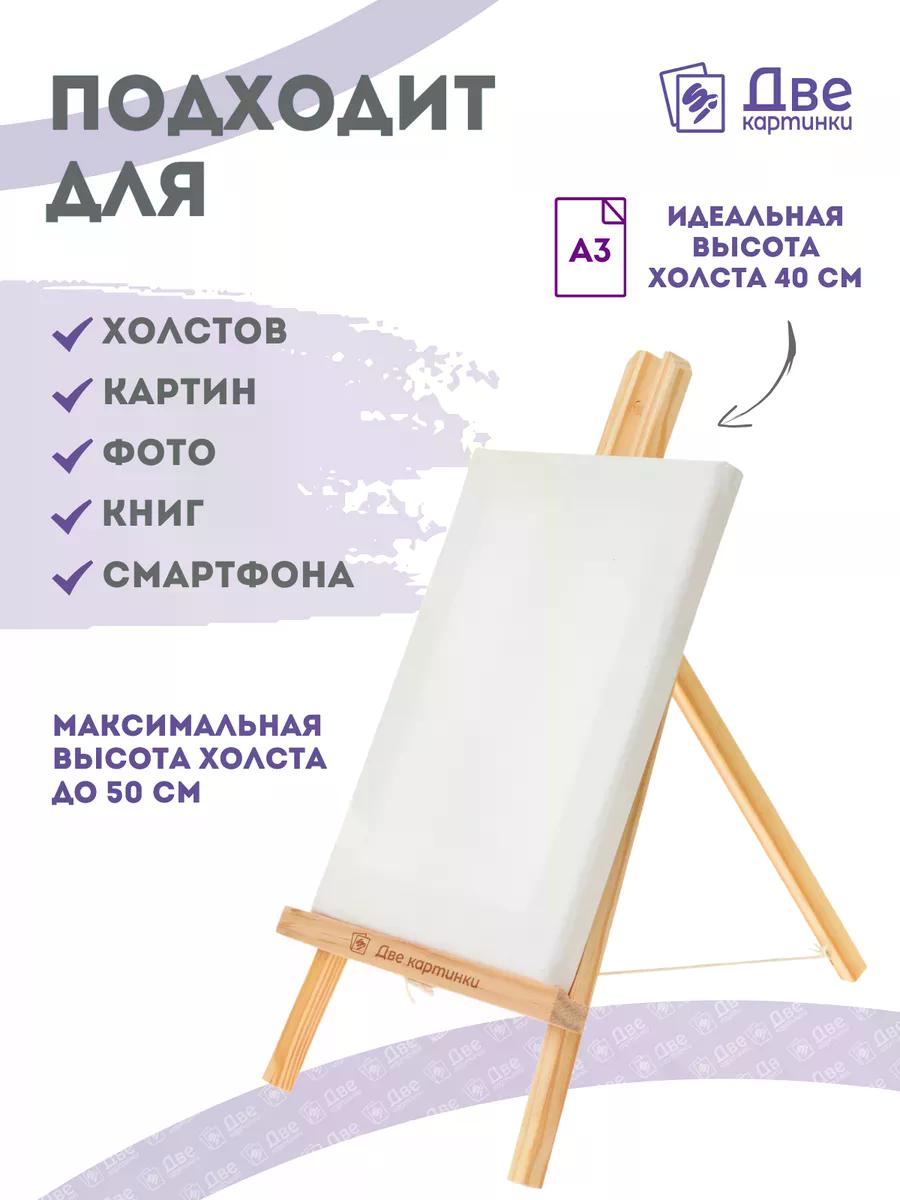 ПОДХОДИТ
ДЛЯ
Две
картинки
А3
ИДЕАЛЬНАЯ
ВЫСОТА
ХОЛСТА 40 СМ
ХОЛСТОВ
КАРТИН
ФОТО
КНИГ
СМАРТФОНА
МАКСИМАЛЬНАЯ
ВЫСОТА ХОЛСТА
ДО 50 СМ
Две картинки